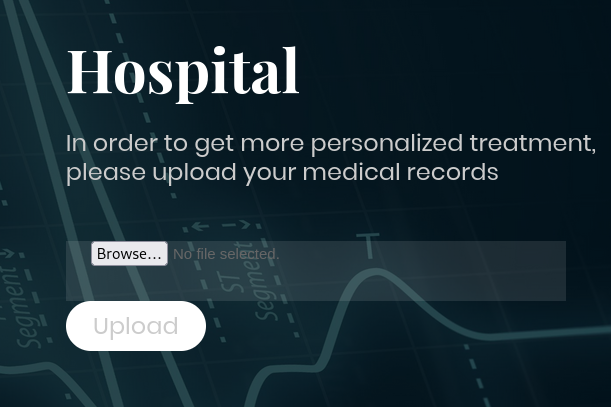 Hospital
In order to get more personalized treatment,
please upload your medical records
Browse... No file selected.
T
ST
Segment
Segment
Upload